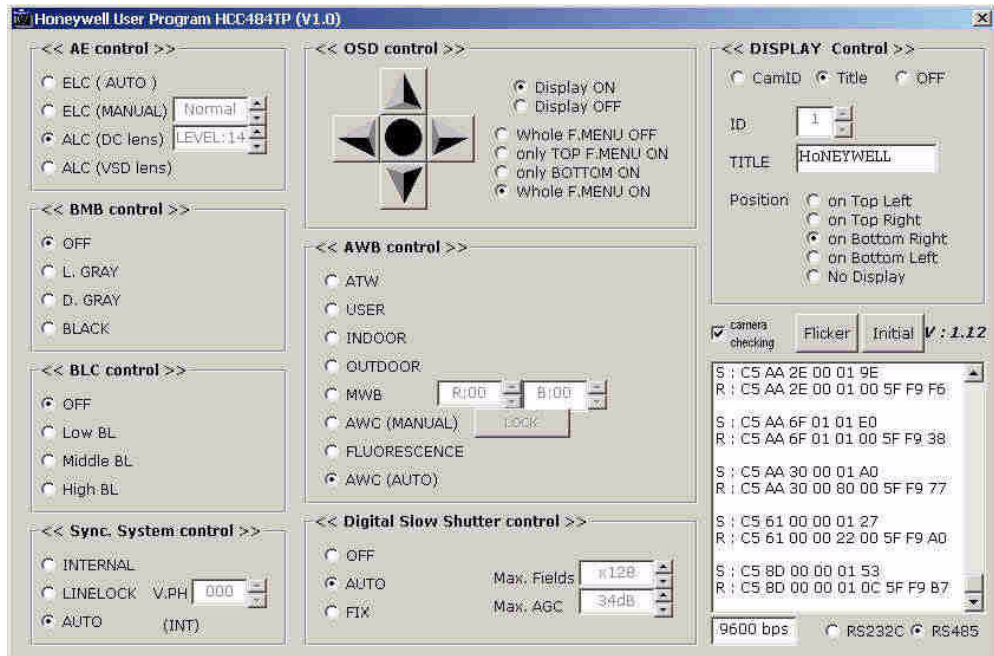 Honeywell User Program HCC484TP (V1.0)
<< AE control >>
ELC ( AUTO )
ELC (MANUAL) Normal
ALC (DC lens) LEVEL:14
ALC (VSD lens)
<< BMB control >>
OFF
L. GRAY
D. GRAY
BLACK
<< BLC control >>
OFF
Low BL
Middle BL
High BL
<< Sync. System control >>
INTERNAL
LINELOCK V.PH 000
AUTO (INT)
<< OSD control >>
Display ON
Display OFF
Whole F.MENU OFF
only TOP F.MENU ON
only BOTTOM ON
Whole F.MENU ON
<< AWB control >>
ATW
USER
INDOOR
OUTDOOR
MWB R:00 B:00
AWC (MANUAL) LOCK
FLUORESCENCE
AWC (AUTO)
<< Digital Slow Shutter control >>
OFF
AUTO
FIX
Max. Fields x128
Max. AGC 34dB
<< DISPLAY Control >>
CamID Title OFF
ID 1
TITLE HoNEYWELL
Position
on Top Left
on Top Right
on Bottom Right
on Bottom Left
No Display
camera
checking
Flicker Initial V : 1.12
S : C5 AA 2E 00 01 9E
R : C5 AA 2E 00 01 00 5F F9 F6
S : C5 AA 6F 01 01 E0
R : C5 AA 6F 01 01 00 5F F9 38
S : C5 AA 30 00 01 A0
R : C5 AA 30 00 80 00 5F F9 77
S : C5 61 00 00 01 27
R : C5 61 00 00 22 00 5F F9 A0
S : C5 8D 00 00 01 53
R : C5 8D 00 00 01 0C 5F F9 B7
9600 bps RS232C RS485